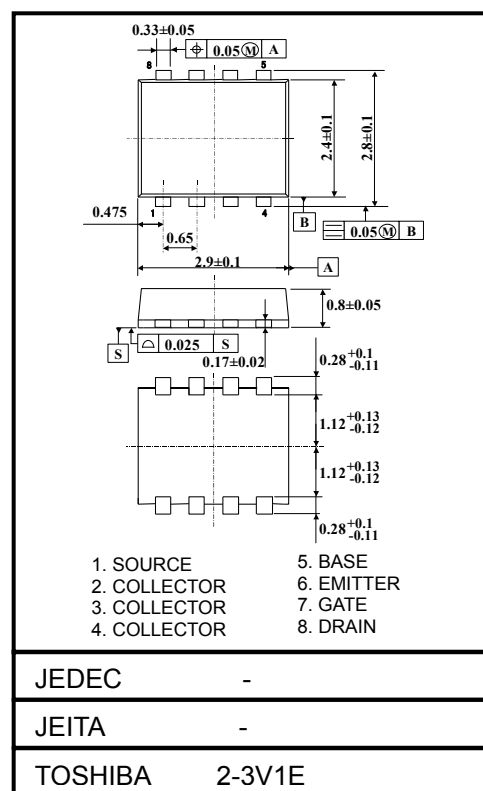 0.33±0.05
⌖ 0.05Ⓜ A
8 5
2.4±0.1
2.8±0.1
0.475
1 4
B
⌯ 0.05Ⓜ B
0.65
2.9±0.1
A
0.8±0.05
S
⌓ 0.025 S
0.17±0.02
0.28+0.1-0.11
1.12+0.13-0.12
1.12+0.13-0.12
0.28+0.1-0.11
1. SOURCE
2. COLLECTOR
3. COLLECTOR
4. COLLECTOR
5. BASE
6. EMITTER
7. GATE
8. DRAIN
JEDEC -
JEITA -
TOSHIBA 2-3V1E